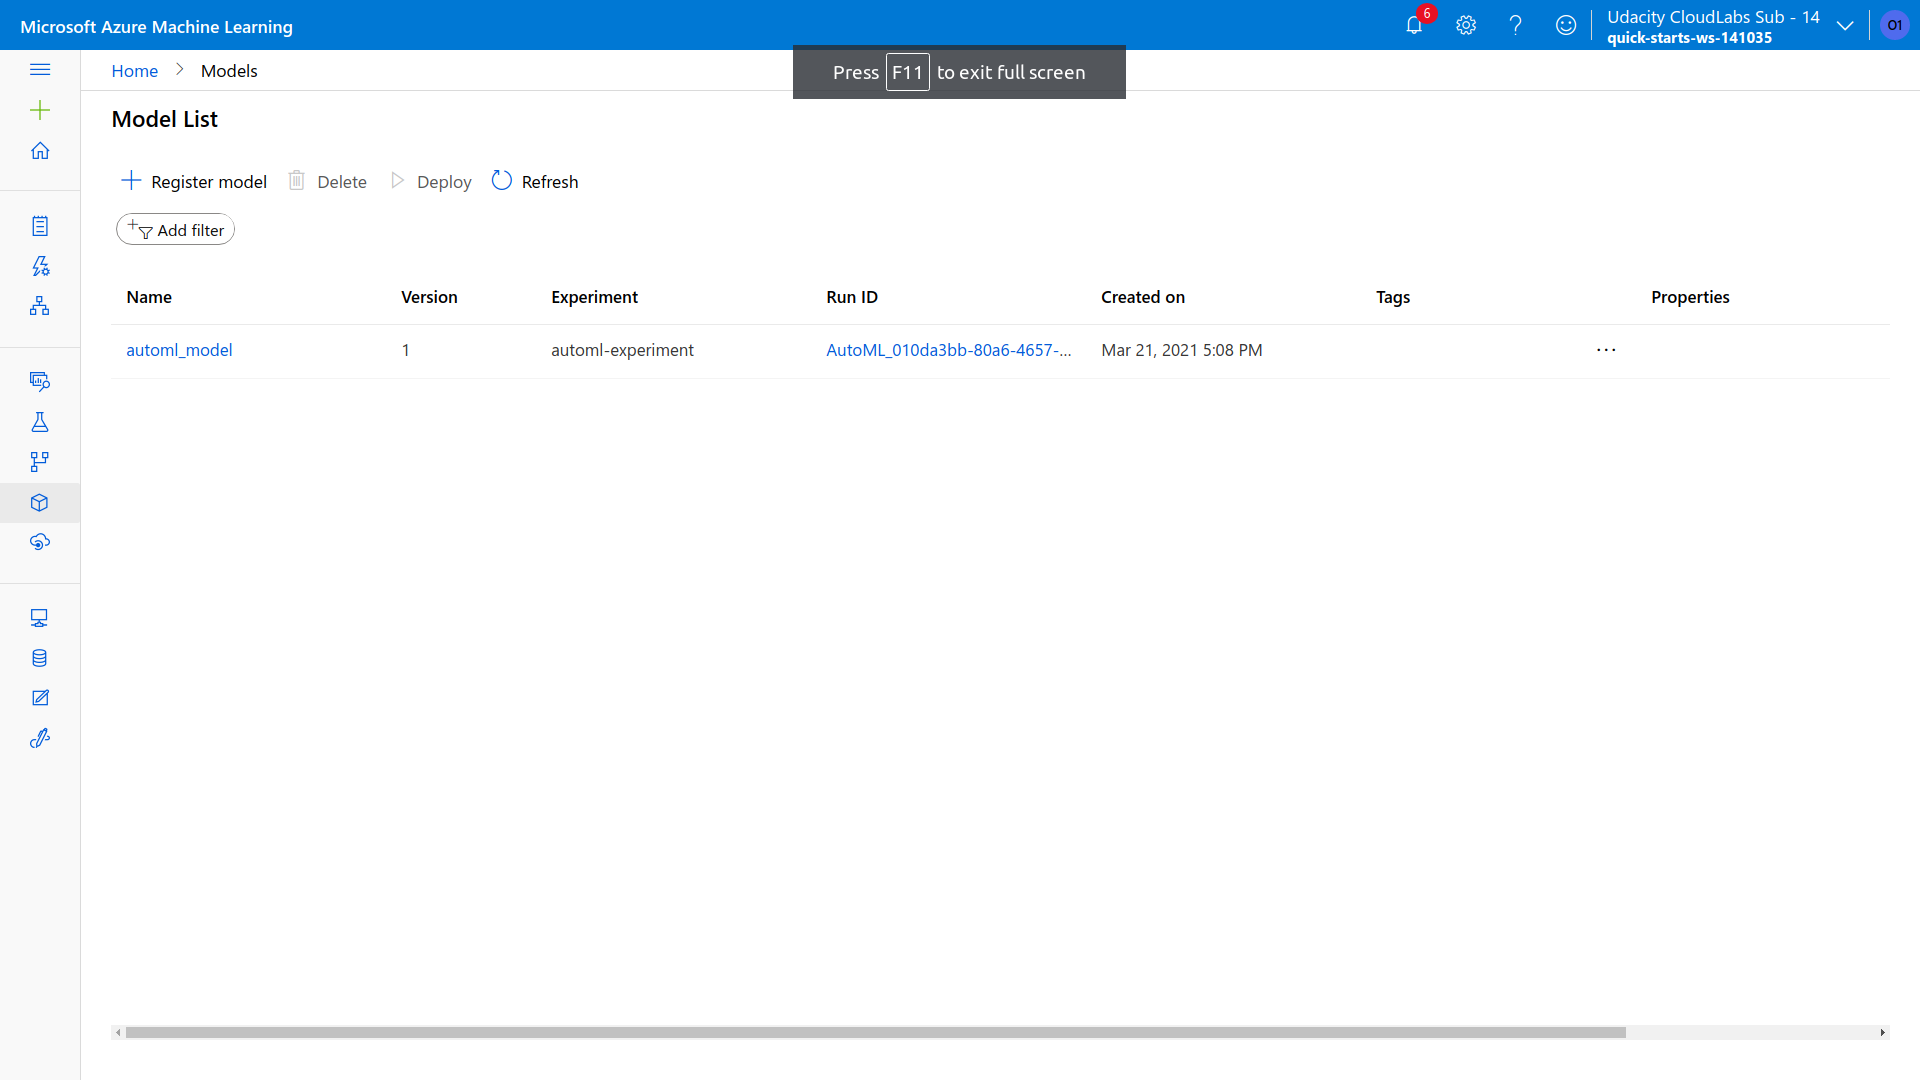 Microsoft Azure Machine Learning
6
Udacity CloudLabs Sub - 14
quick-starts-ws-141035
O1
Home > Models
Press F11 to exit full screen
Model List
Register model Delete Deploy Refresh
Add filter
Name Version Experiment Run ID Created on Tags Properties
automl_model 1 automl-experiment AutoML_010da3bb-80a6-4657-... Mar 21, 2021 5:08 PM ...